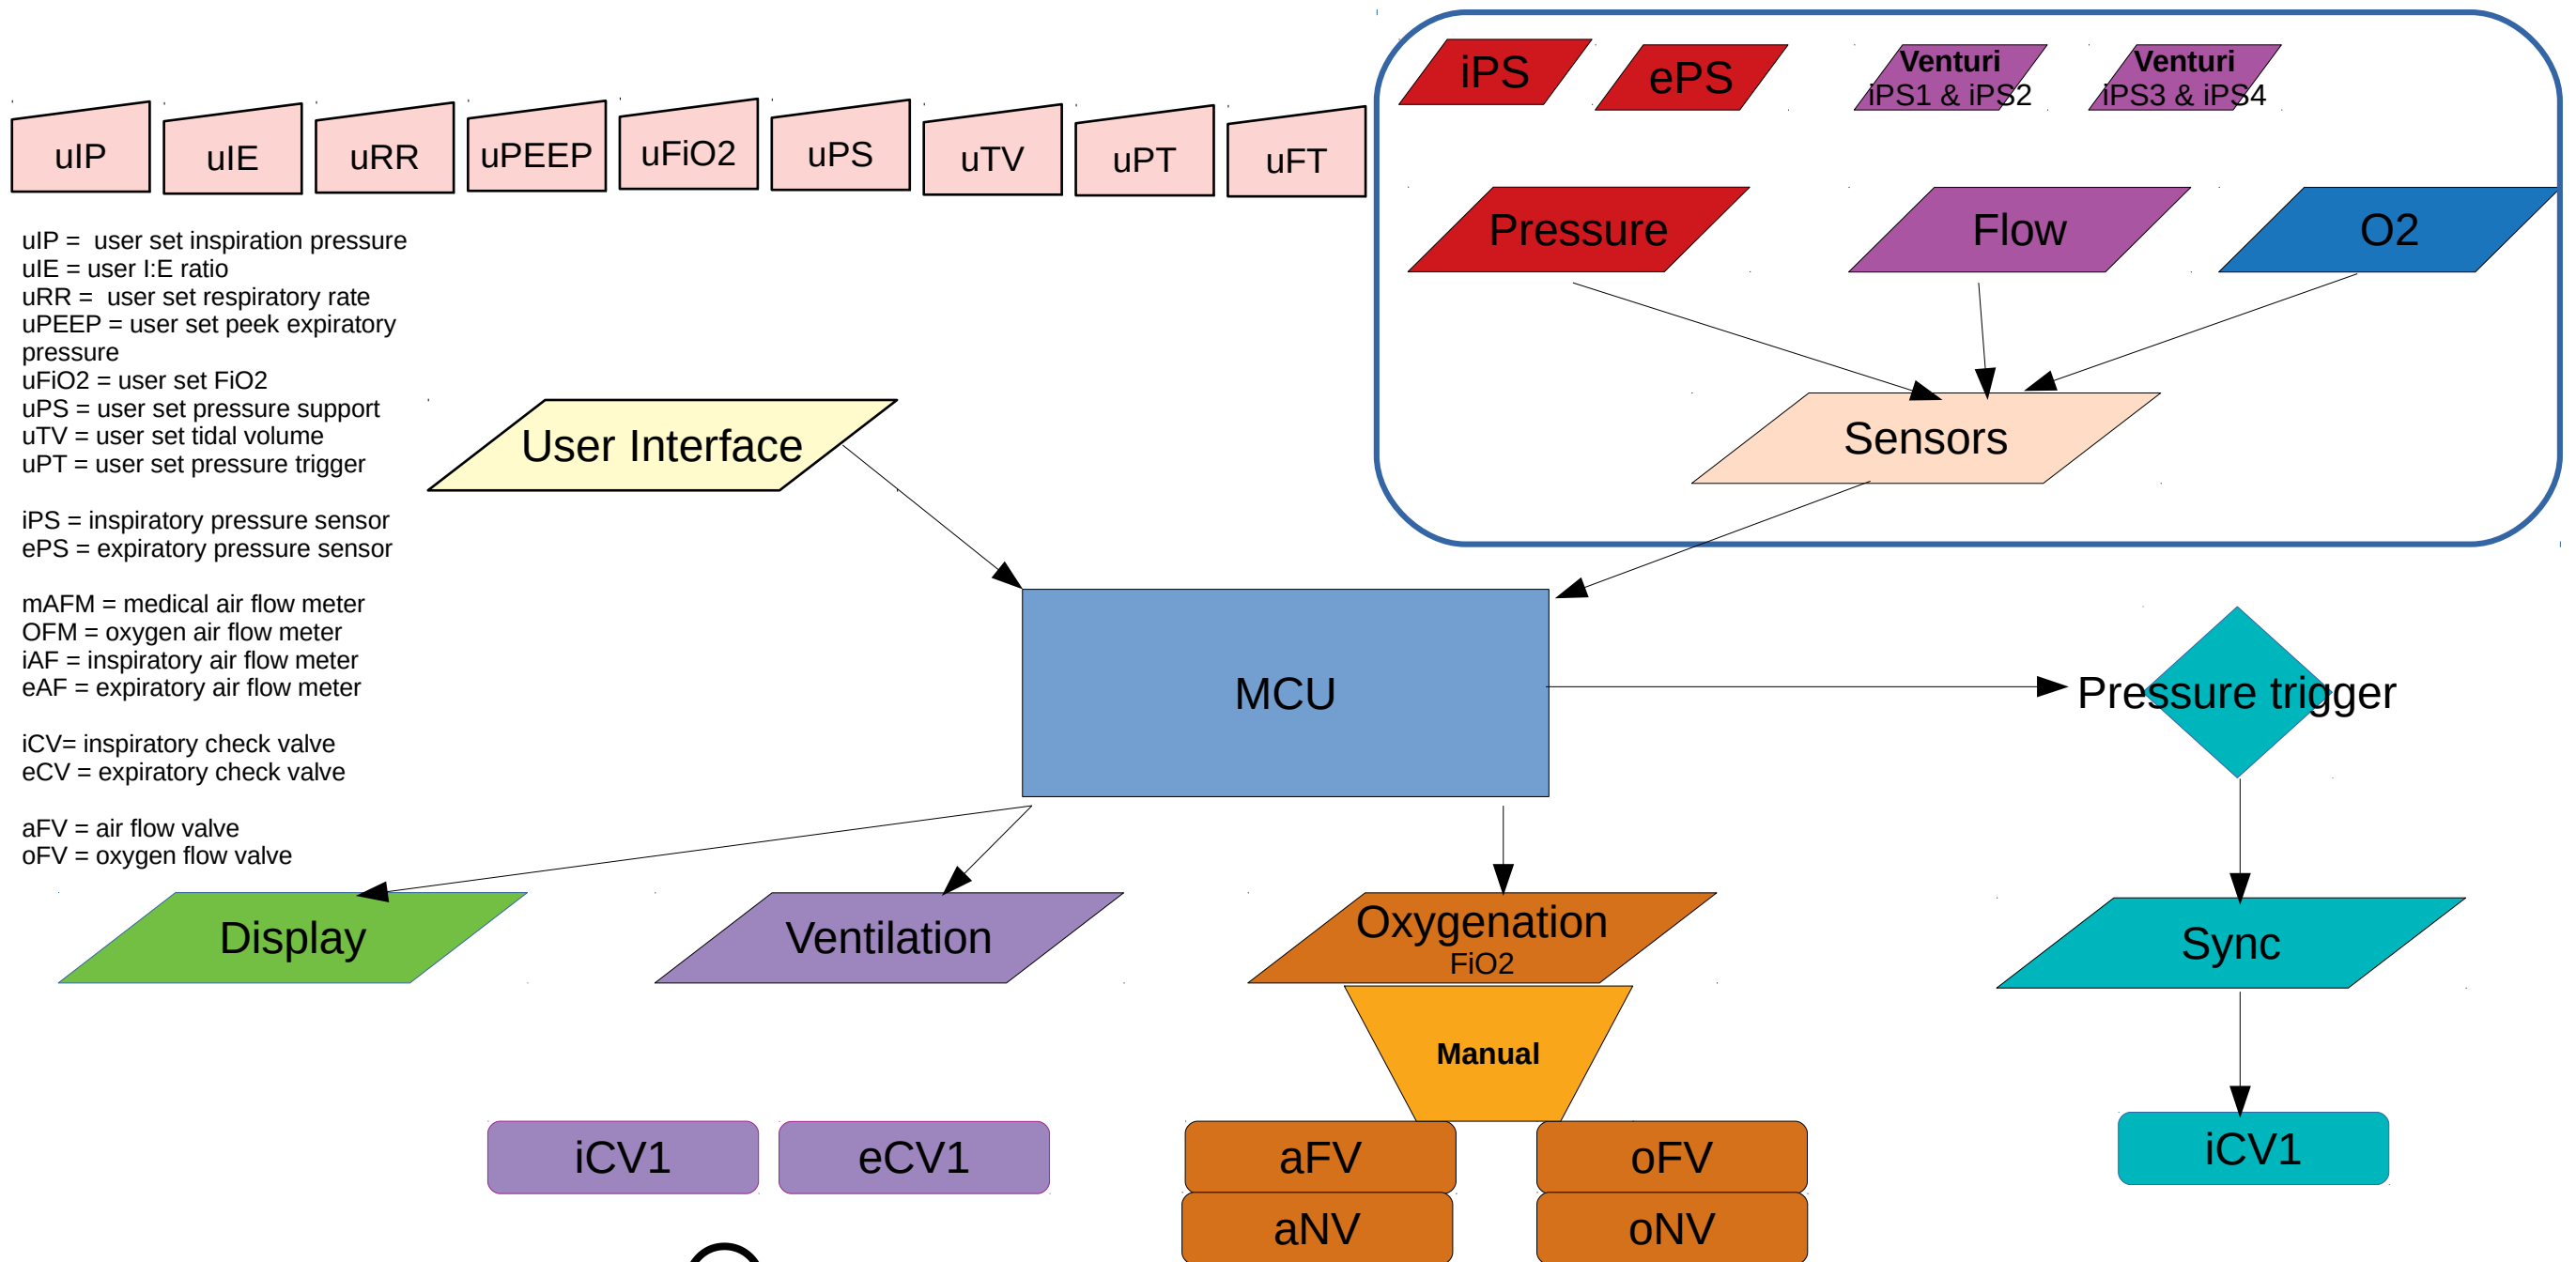 iPS
ePS
Venturi
iPS1 & iPS2
Venturi
iPS3 & iPS4
uIP
uIE
uRR
uPEEP
uFiO2
uPS
uTV
uPT
uFT
Pressure
Flow
O2
uIP =  user set inspiration pressure
uIE = user I:E ratio
uRR =  user set respiratory rate
uPEEP = user set peek expiratory
pressure
uFiO2 = user set FiO2
uPS = user set pressure support
uTV = user set tidal volume
uPT = user set pressure trigger
iPS = inspiratory pressure sensor
ePS = expiratory pressure sensor
mAFM = medical air flow meter
OFM = oxygen air flow meter
iAF = inspiratory air flow meter
eAF = expiratory air flow meter
iCV= inspiratory check valve
eCV = expiratory check valve
aFV = air flow valve
oFV = oxygen flow valve
User Interface
Sensors
MCU
Pressure trigger
Display
Ventilation
Oxygenation
FiO2
Sync
Manual
iCV1
eCV1
aFV
oFV
iCV1
aNV
oNV